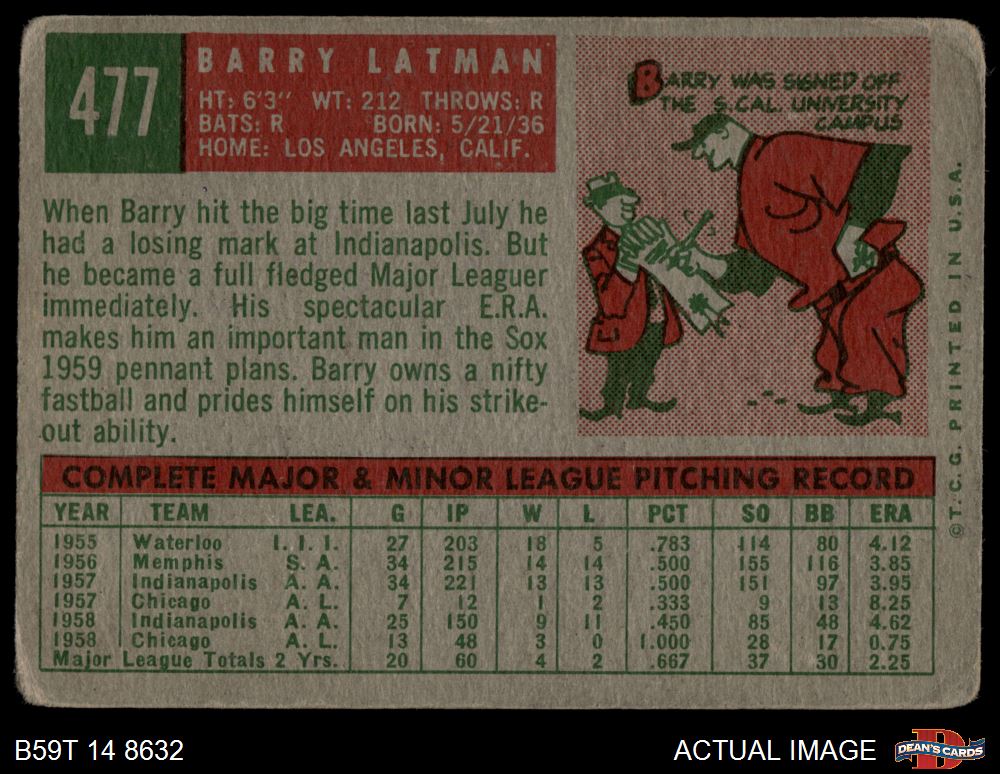 477
BARRY LATMAN
HT: 6'3" WT: 212 THROWS: R
BATS: R BORN: 5/21/36
HOME: LOS ANGELES, CALIF.
BARRY WAS SIGNED OFF
THE S. CAL. UNIVERSITY
CAMPUS
When Barry hit the big time last July he
had a losing mark at Indianapolis. But
he became a full fledged Major Leaguer
immediately. His spectacular E.R.A.
makes him an important man in the Sox
1959 pennant plans. Barry owns a nifty
fastball and prides himself on his strike-
out ability.
COMPLETE MAJOR & MINOR LEAGUE PITCHING RECORD
YEAR TEAM LEA. G IP W L PCT SO BB ERA
1955 Waterloo I. I. I. 27 203 18 5 .783 114 80 4.12
1956 Memphis S. A. 34 215 14 14 .500 155 116 3.85
1957 Indianapolis A. A. 34 221 13 13 .500 151 97 3.95
1957 Chicago A. L. 7 12 1 2 .333 9 13 8.25
1958 Indianapolis A. A. 25 150 9 11 .450 85 48 4.62
1958 Chicago A. L. 13 48 3 0 1.000 28 17 0.75
Major League Totals 2 Yrs. 20 60 4 2 .667 37 30 2.25
©T. C. G. PRINTED IN U.S.A.
B59T 14 8632
ACTUAL IMAGE
D
DEAN'S CARDS